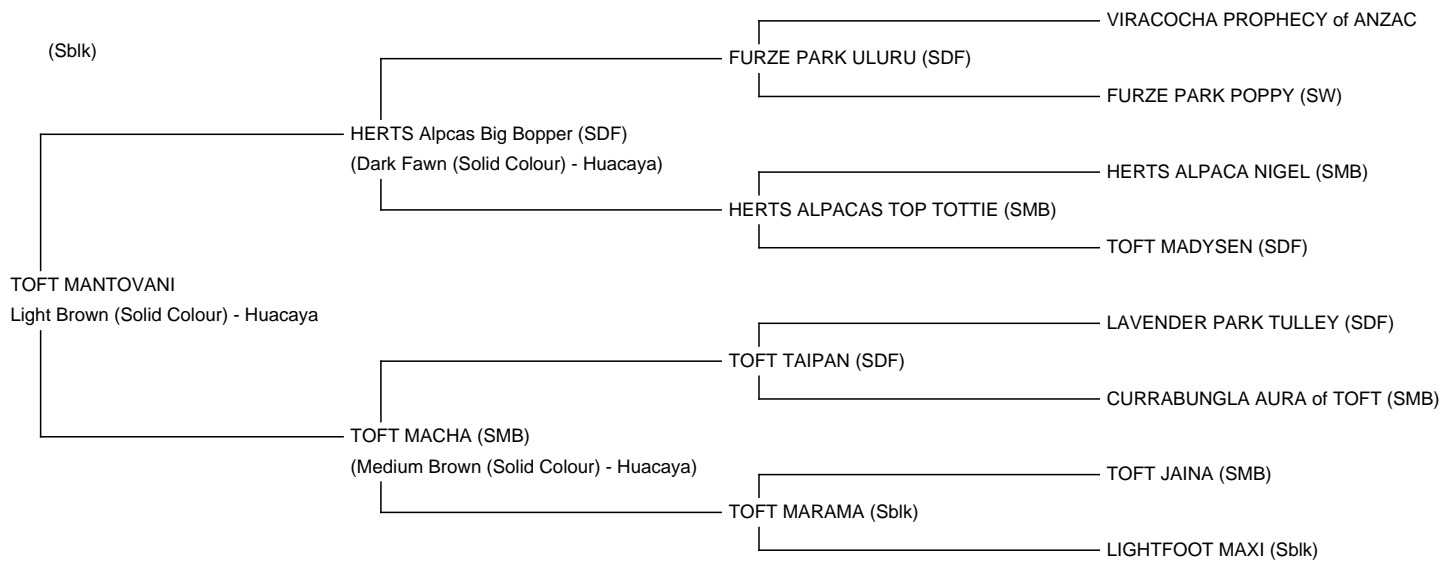 VIRACOCHA PROPHECY of ANZAC
(Sblk)
FURZE PARK ULURU (SDF)
FURZE PARK POPPY (SW)
HERTS Alpcas Big Bopper (SDF)
(Dark Fawn (Solid Colour) - Huacaya)
HERTS ALPACA NIGEL (SMB)
HERTS ALPACAS TOP TOTTIE (SMB)
TOFT MADYSEN (SDF)
TOFT MANTOVANI
Light Brown (Solid Colour) - Huacaya
LAVENDER PARK TULLEY (SDF)
TOFT TAIPAN (SDF)
CURRABUNGLA AURA of TOFT (SMB)
TOFT MACHA (SMB)
(Medium Brown (Solid Colour) - Huacaya)
TOFT JAINA (SMB)
TOFT MARAMA (Sblk)
LIGHTFOOT MAXI (Sblk)